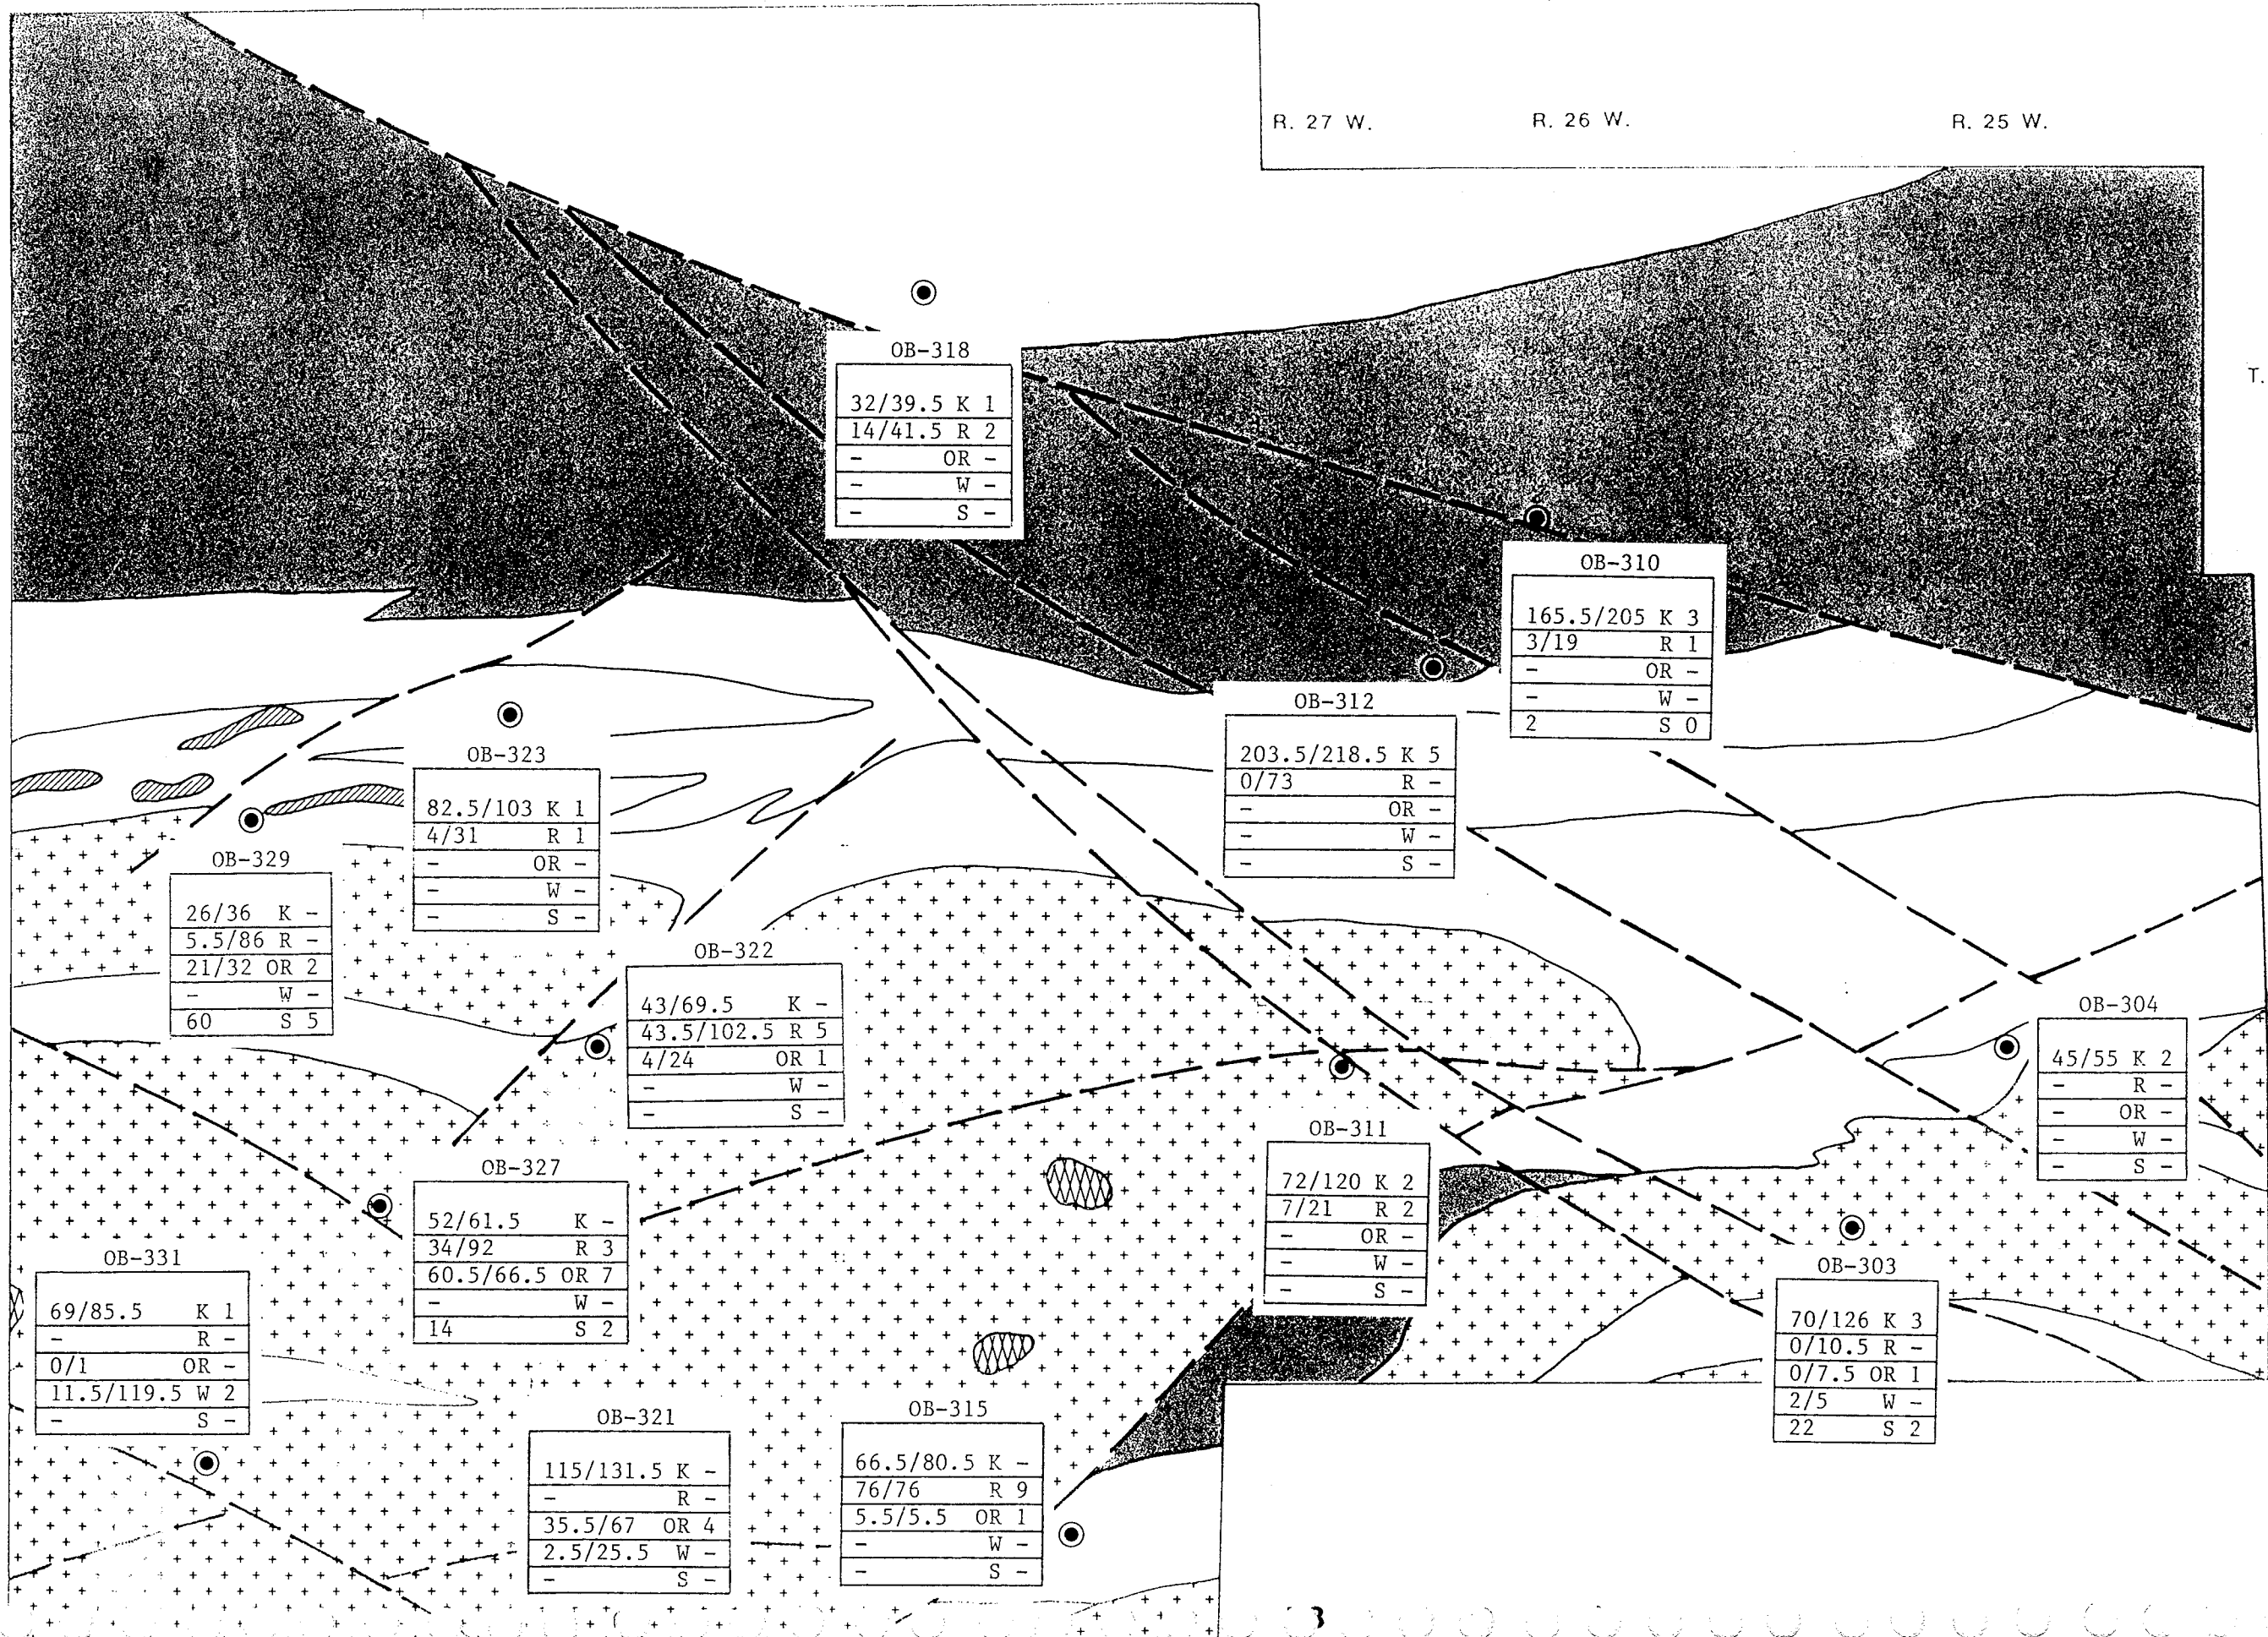 R. 27 W. R. 26 W. R. 25 W.
T.
OB-318
32/39.5 K 1
14/41.5 R 2
- OR -
- W -
- S -
OB-310
165.5/205 K 3
3/19 R 1
- OR -
- W -
2 S 0
OB-312
203.5/218.5 K 5
0/73 R -
- OR -
- W -
- S -
OB-323
82.5/103 K 1
4/31 R 1
- OR -
- W -
- S -
OB-329
26/36 K -
5.5/86 R -
21/32 OR 2
- W -
60 S 5
OB-322
43/69.5 K -
43.5/102.5 R 5
4/24 OR 1
- W -
- S -
OB-304
45/55 K 2
- R -
- OR -
- W -
- S -
OB-311
72/120 K 2
7/21 R 2
- OR -
- W -
- S -
OB-327
52/61.5 K -
34/92 R 3
60.5/66.5 OR 7
- W -
14 S 2
OB-331
69/85.5 K 1
- R -
0/1 OR -
11.5/119.5 W 2
- S -
OB-303
70/126 K 3
0/10.5 R -
0/7.5 OR 1
2/5 W -
22 S 2
OB-321
115/131.5 K -
- R -
35.5/67 OR 4
2.5/25.5 W -
- S -
OB-315
66.5/80.5 K -
76/76 R 9
5.5/5.5 OR 1
- W -
- S -
3